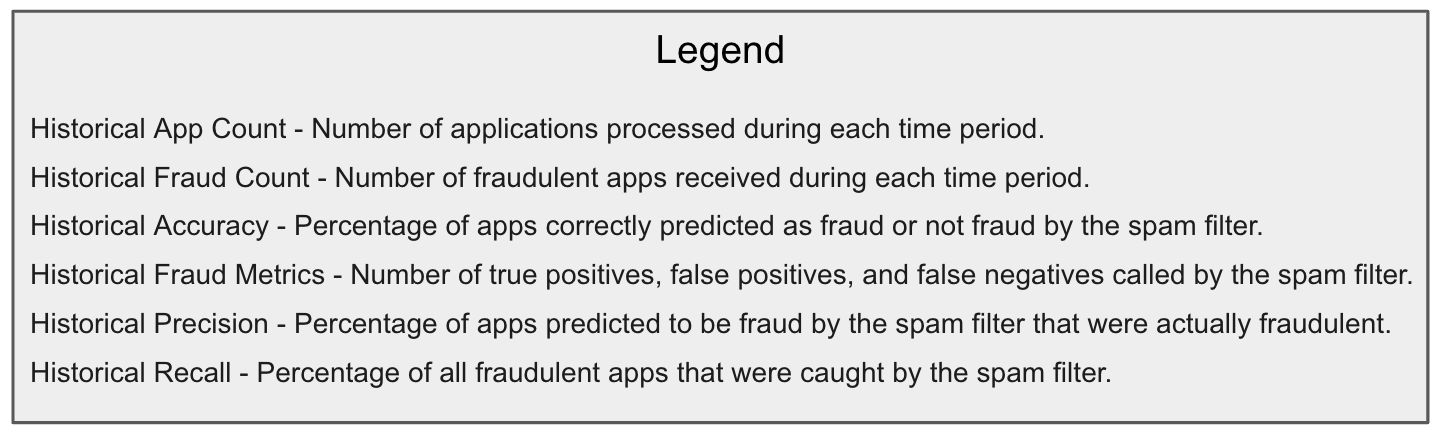 Legend
Historical App Count - Number of applications processed during each time period.
Historical Fraud Count - Number of fraudulent apps received during each time period.
Historical Accuracy - Percentage of apps correctly predicted as fraud or not fraud by the spam filter.
Historical Fraud Metrics - Number of true positives, false positives, and false negatives called by the spam filter.
Historical Precision - Percentage of apps predicted to be fraud by the spam filter that were actually fraudulent.
Historical Recall - Percentage of all fraudulent apps that were caught by the spam filter.